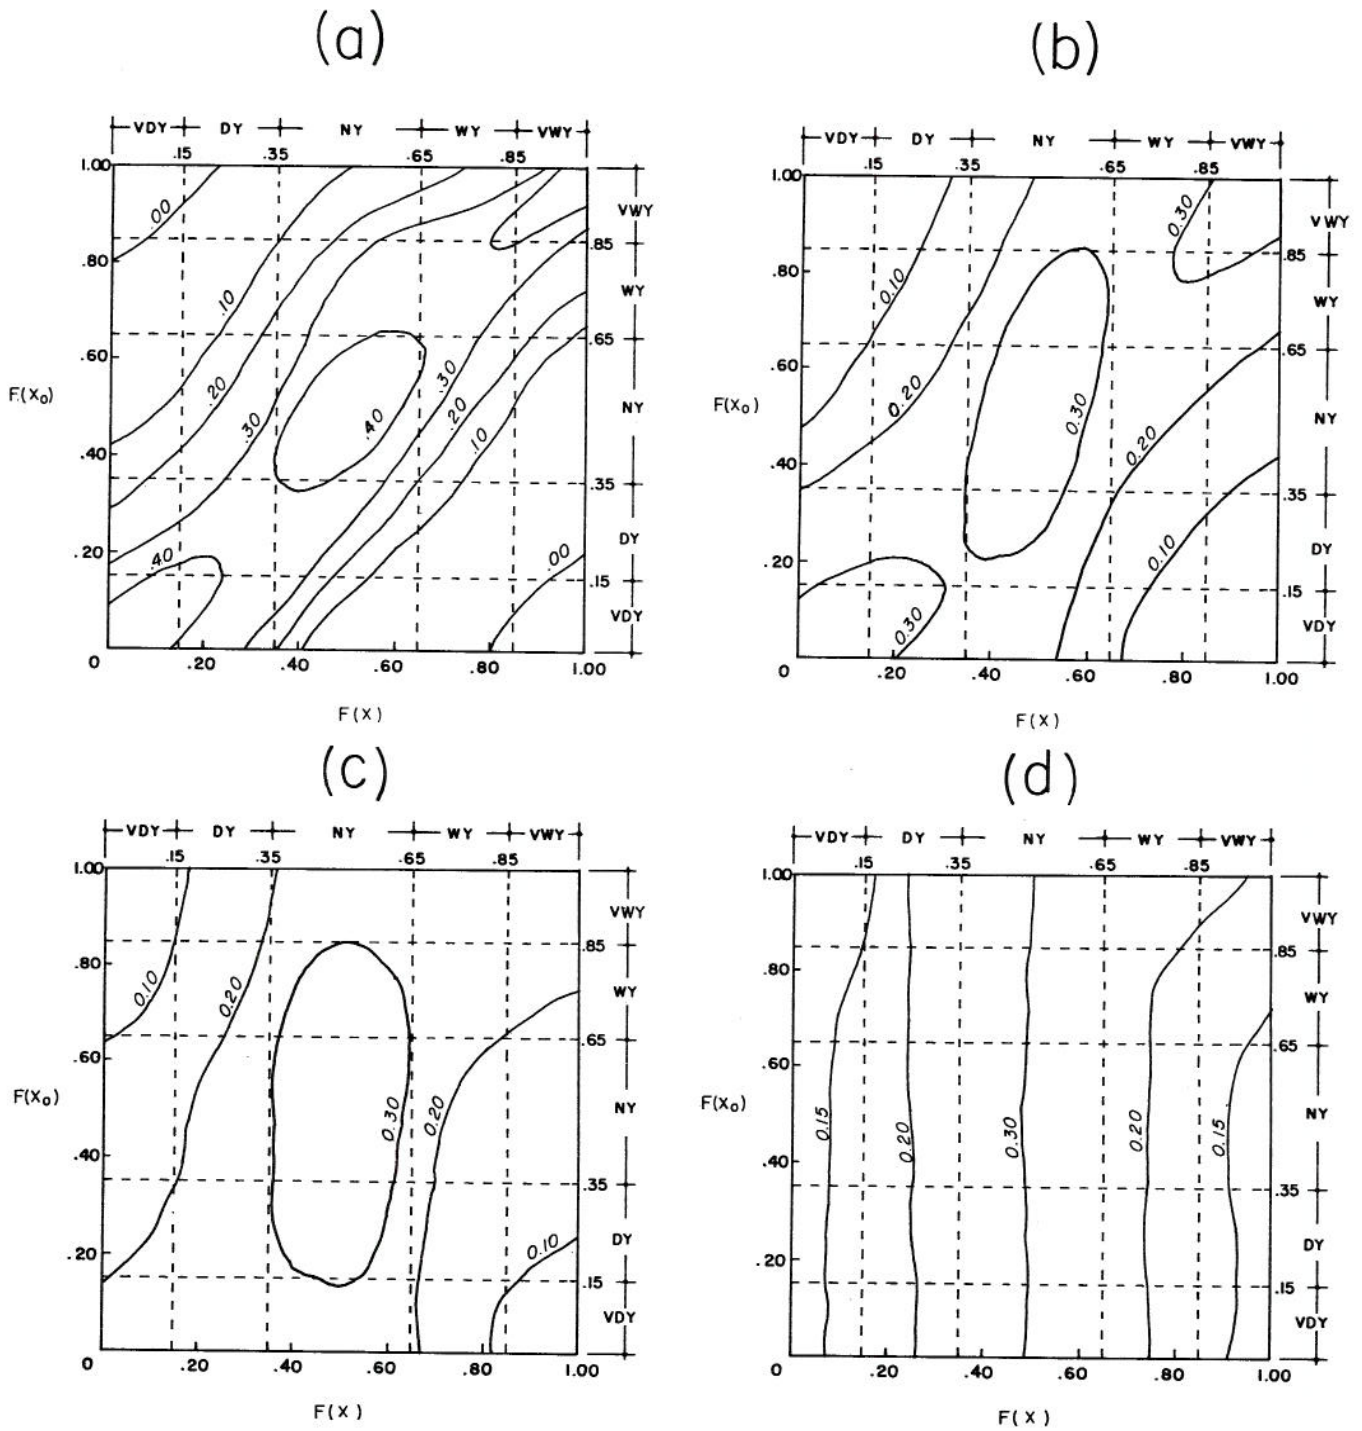 (a)
VDY DY NY WY VWY
.15 .35 .65 .85
1.00
.00
VWY
.85
.80
.10
WY
.65
.60
F(X₀)
.20
.30
.30
.40
.20
NY
.10
.40
.35
.20
.40
.00
DY
.15
VDY
0 .20 .40 .60 .80 1.00
F(X)
(b)
VDY DY NY WY VWY
.15 .35 .65 .85
1.00
0.30
VWY
.85
.80
0.10
WY
.65
.60
F(X₀)
0.20
0.30
NY
0.20
.40
.35
.20
0.10
DY
.15
0.30
VDY
0 .20 .40 .60 .80 1.00
F(X)
(c)
VDY DY NY WY VWY
.15 .35 .65 .85
1.00
VWY
.85
.80
0.10
0.20
WY
.65
.60
F(X₀)
0.30
0.20
NY
.40
.35
.20
0.10
DY
.15
VDY
0 .20 .40 .60 .80 1.00
F(X)
(d)
VDY DY NY WY VWY
.15 .35 .65 .85
1.00
VWY
.85
.80
WY
.65
.60
F(X₀)
0.15
0.20
0.30
0.20
0.15
NY
.40
.35
.20
DY
.15
VDY
0 .20 .40 .60 .80 1.00
F(X)